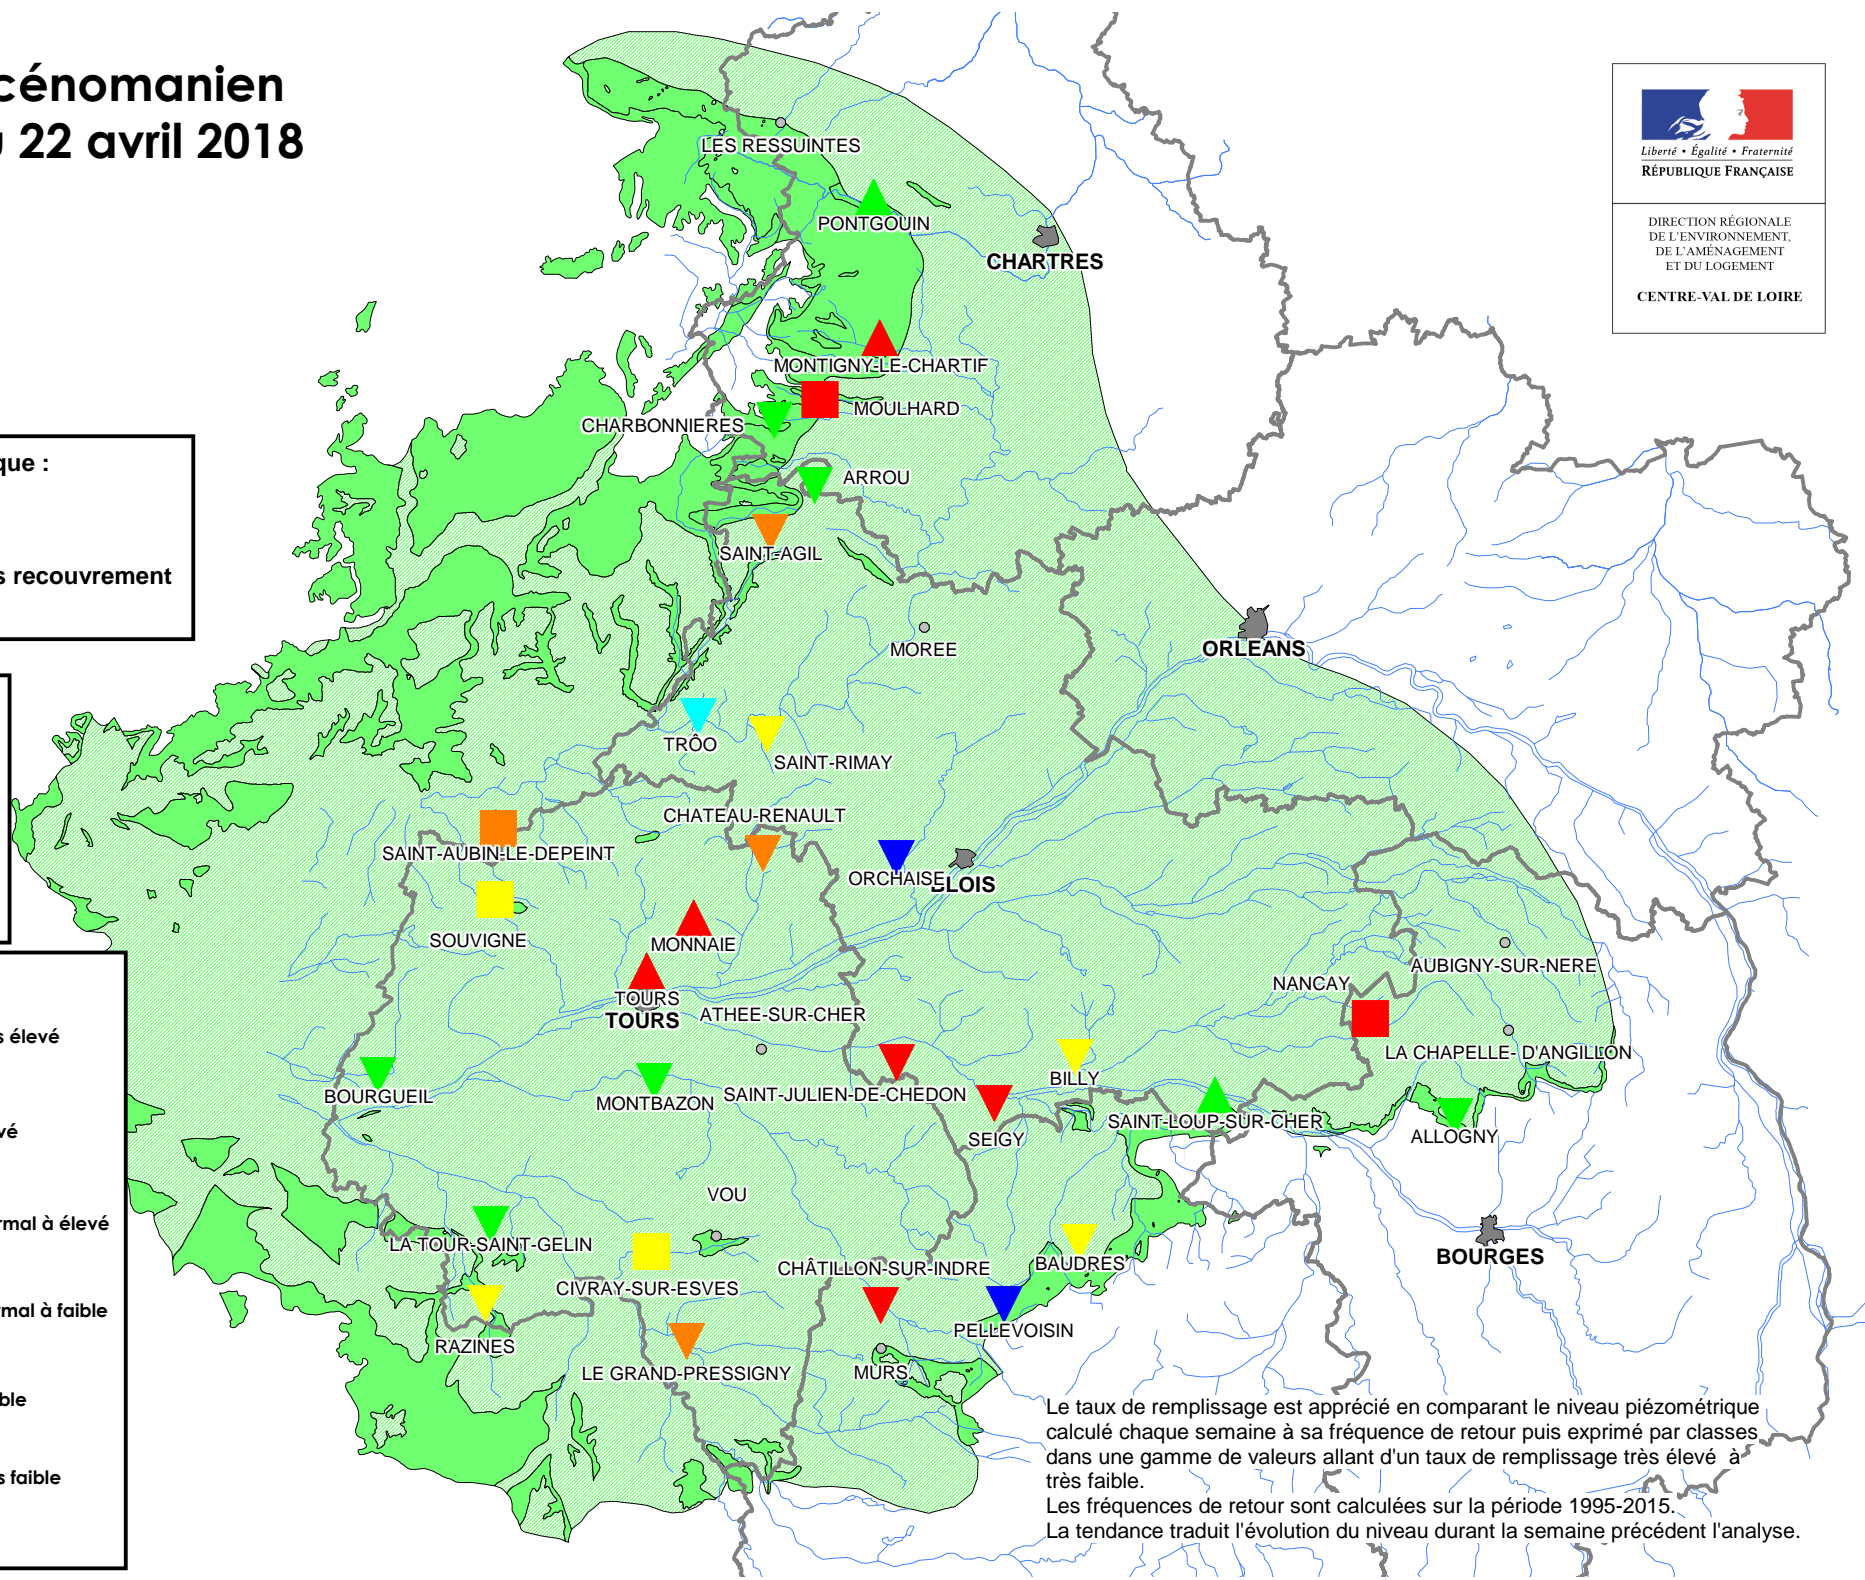 cénomanien
22 avril 2018
Liberté • Égalité • Fraternité
RÉPUBLIQUE FRANÇAISE
DIRECTION RÉGIONALE
DE L'ENVIRONNEMENT,
DE L'AMÉNAGEMENT
ET DU LOGEMENT
CENTRE-VAL DE LOIRE
LES RESSUINTES
PONTGOUIN
CHARTRES
MONTIGNY-LE-CHARTIF
MOULHARD
CHARBONNIERES
ARROU
SAINT-AGIL
que :
s recouvrement
MOREE
ORLEANS
TRÔO
SAINT-RIMAY
CHATEAU-RENAULT
SAINT-AUBIN-LE-DEPEINT
ORCHAISE
BLOIS
SOUVIGNE
MONNAIE
AUBIGNY-SUR-NERE
NANCAY
TOURS
TOURS
ATHEE-SUR-CHER
s élevé
LA CHAPELLE- D'ANGILLON
BILLY
BOURGUEIL
MONTBAZON
SAINT-JULIEN-DE-CHEDON
SAINT-LOUP-SUR-CHER
SEIGY
ALLOGNY
vé
VOU
rmal à élevé
LA TOUR-SAINT-GELIN
BOURGES
CHÂTILLON-SUR-INDRE
BAUDRES
CIVRAY-SUR-ESVES
rmal à faible
PELLEVOISIN
RAZINES
LE GRAND-PRESSIGNY
MURS
ble
s faible
Le taux de remplissage est apprécié en comparant le niveau piézométrique
calculé chaque semaine à sa fréquence de retour puis exprimé par classes
dans une gamme de valeurs allant d'un taux de remplissage très élevé à
très faible.
Les fréquences de retour sont calculées sur la période 1995-2015.
La tendance traduit l'évolution du niveau durant la semaine précédent l'analyse.